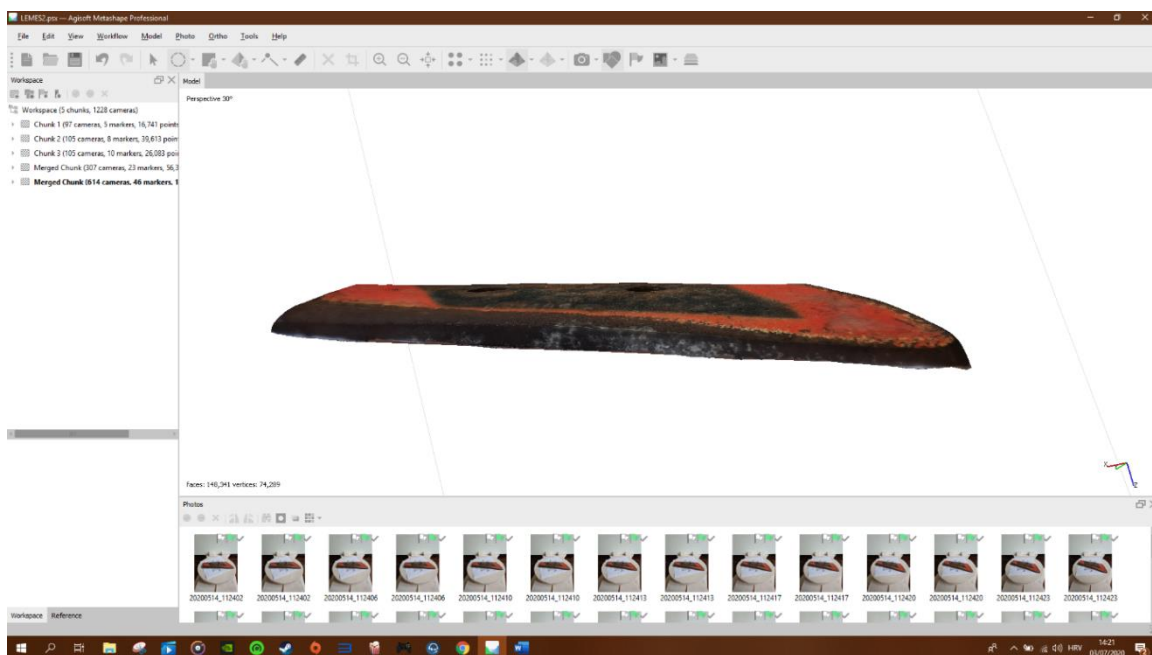 LEMES2.psx — Agisoft Metashape Professional
File Edit View Workflow Model Photo Ortho Tools Help
Workspace
Model
Perspective 30°
Workspace (5 chunks, 1228 cameras)
Chunk 1 (97 cameras, 5 markers, 16,741 points
Chunk 2 (105 cameras, 8 markers, 39,613 poin
Chunk 3 (105 cameras, 10 markers, 26,083 poi
Merged Chunk (307 cameras, 23 markers, 56,3
Merged Chunk (614 cameras, 46 markers, 1
X
Z
faces: 148,341 vertices: 74,289
Photos
20200514_112402 20200514_112402 20200514_112406 20200514_112406 20200514_112410 20200514_112410 20200514_112413 20200514_112413 20200514_112417 20200514_112417 20200514_112420 20200514_112420 20200514_112423 20200514_112423
Workspace Reference
HRV
14:21
03/07/2020